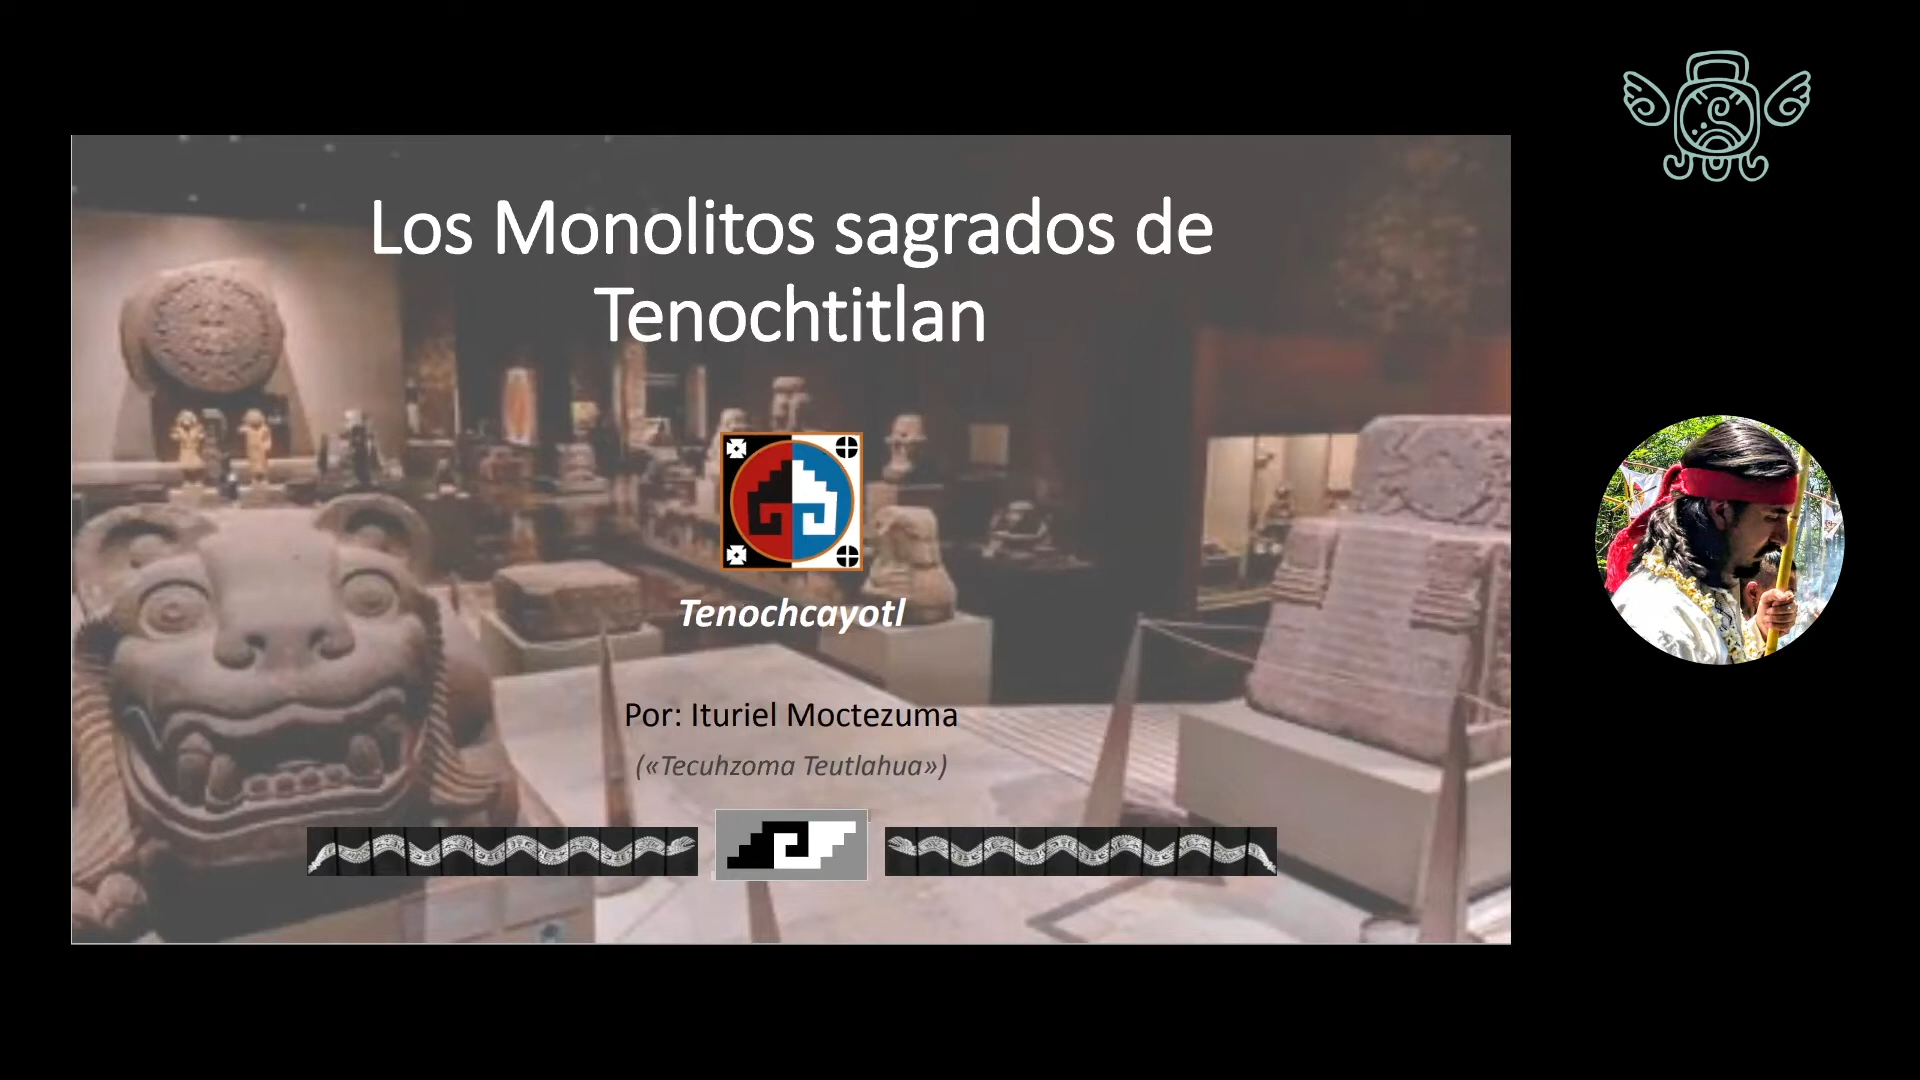 Los Monolitos sagrados de
Tenochtitlan
Tenochcayotl
Por: Ituriel Moctezuma
(«Tecuhzoma Teutlahua»)